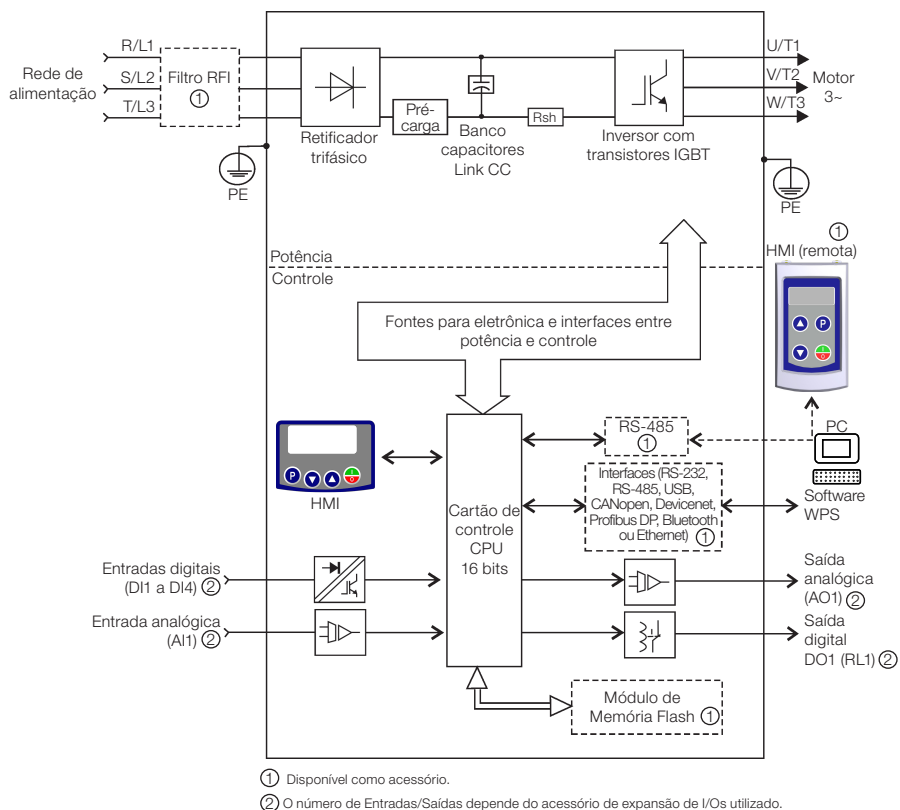 R/L1
S/L2
T/L3
Rede de
alimentação
Filtro RFI
①
Retificador
trifásico
Pré-
carga
Banco
capacitores
Link CC
Rsh
Inversor com
transistores IGBT
U/T1
V/T2
W/T3
Motor
3~
PE
PE
Potência
Controle
①
HMI (remota)
P
I
O
Fontes para eletrônica e interfaces entre
potência e controle
P
I
O
HMI
Cartão de
controle
CPU
16 bits
RS-485
①
PC
Interfaces (RS-232,
RS-485, USB,
CANopen, Devicenet,
Profibus DP, Bluetooth
ou Ethernet) ①
Software
WPS
Entradas digitais
(DI1 a DI4) ②
Entrada analógica
(AI1) ②
Saída
analógica
(AO1) ②
Saída
digital
DO1 (RL1) ②
Módulo de
Memória Flash ①
① Disponível como acessório.
② O número de Entradas/Saídas depende do acessório de expansão de I/Os utilizado.